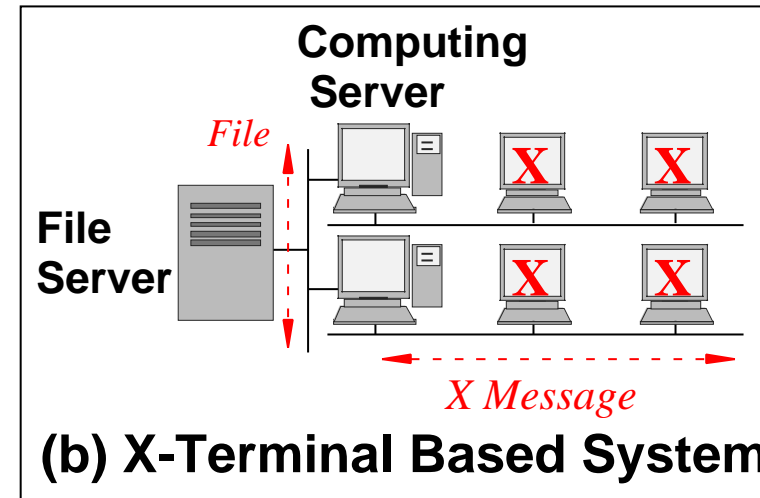 Computing
Server
File
File
Server
X X
X X
X Message
(b) X-Terminal Based System